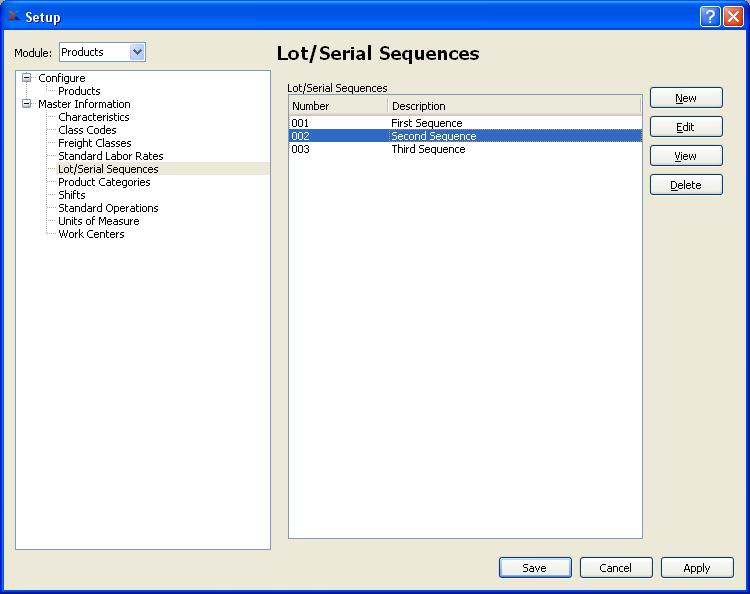 Setup
Module: Products
Lot/Serial Sequences
Configure
Products
Master Information
Characteristics
Class Codes
Freight Classes
Standard Labor Rates
Lot/Serial Sequences
Product Categories
Shifts
Standard Operations
Units of Measure
Work Centers
Lot/Serial Sequences
Number Description
001 First Sequence
002 Second Sequence
003 Third Sequence
New
Edit
View
Delete
Save Cancel Apply